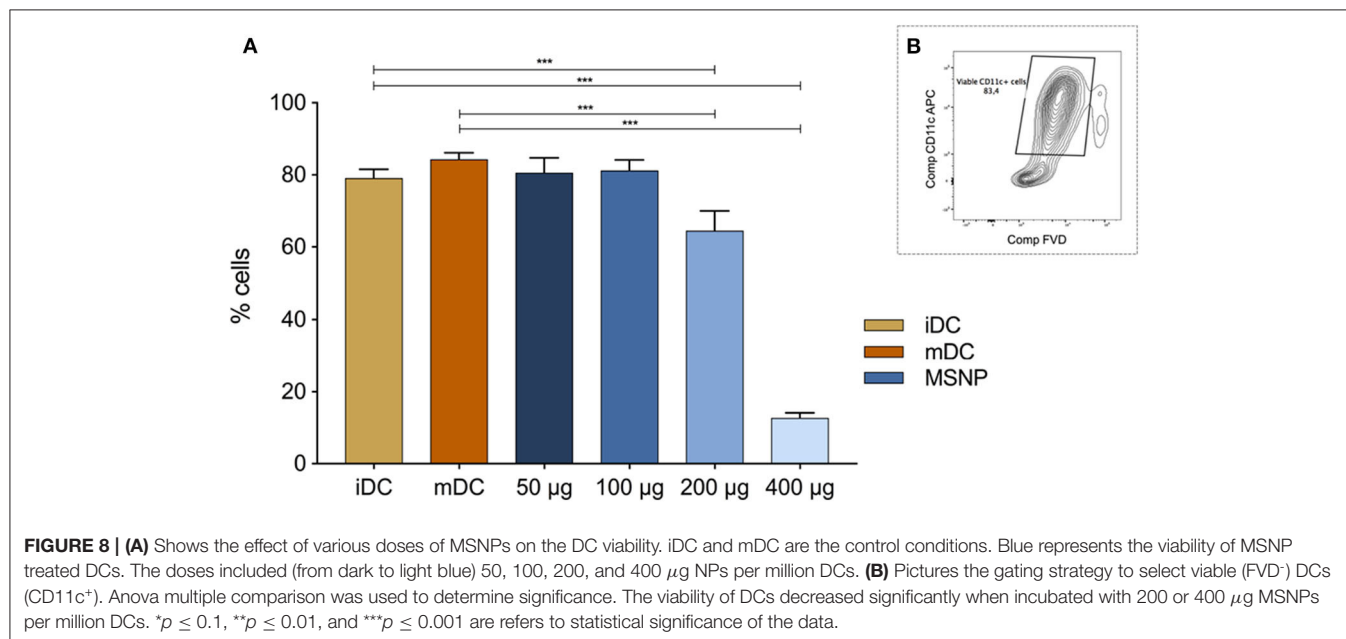 A
***
***
***
***
100
80
60
40
20
0
% cells
iDC mDC 50 µg 100 µg 200 µg 400 µg
B
Viable CD11c+ cells
83,4
Comp CD11c APC
Comp FVD
iDC
mDC
MSNP
FIGURE 8 | (A) Shows the effect of various doses of MSNPs on the DC viability. iDC and mDC are the control conditions. Blue represents the viability of MSNP
treated DCs. The doses included (from dark to light blue) 50, 100, 200, and 400 µg NPs per million DCs. (B) Pictures the gating strategy to select viable (FVD⁻) DCs
(CD11c⁺). Anova multiple comparison was used to determine significance. The viability of DCs decreased significantly when incubated with 200 or 400 µg MSNPs
per million DCs. *p ≤ 0.1, **p ≤ 0.01, and ***p ≤ 0.001 are refers to statistical significance of the data.